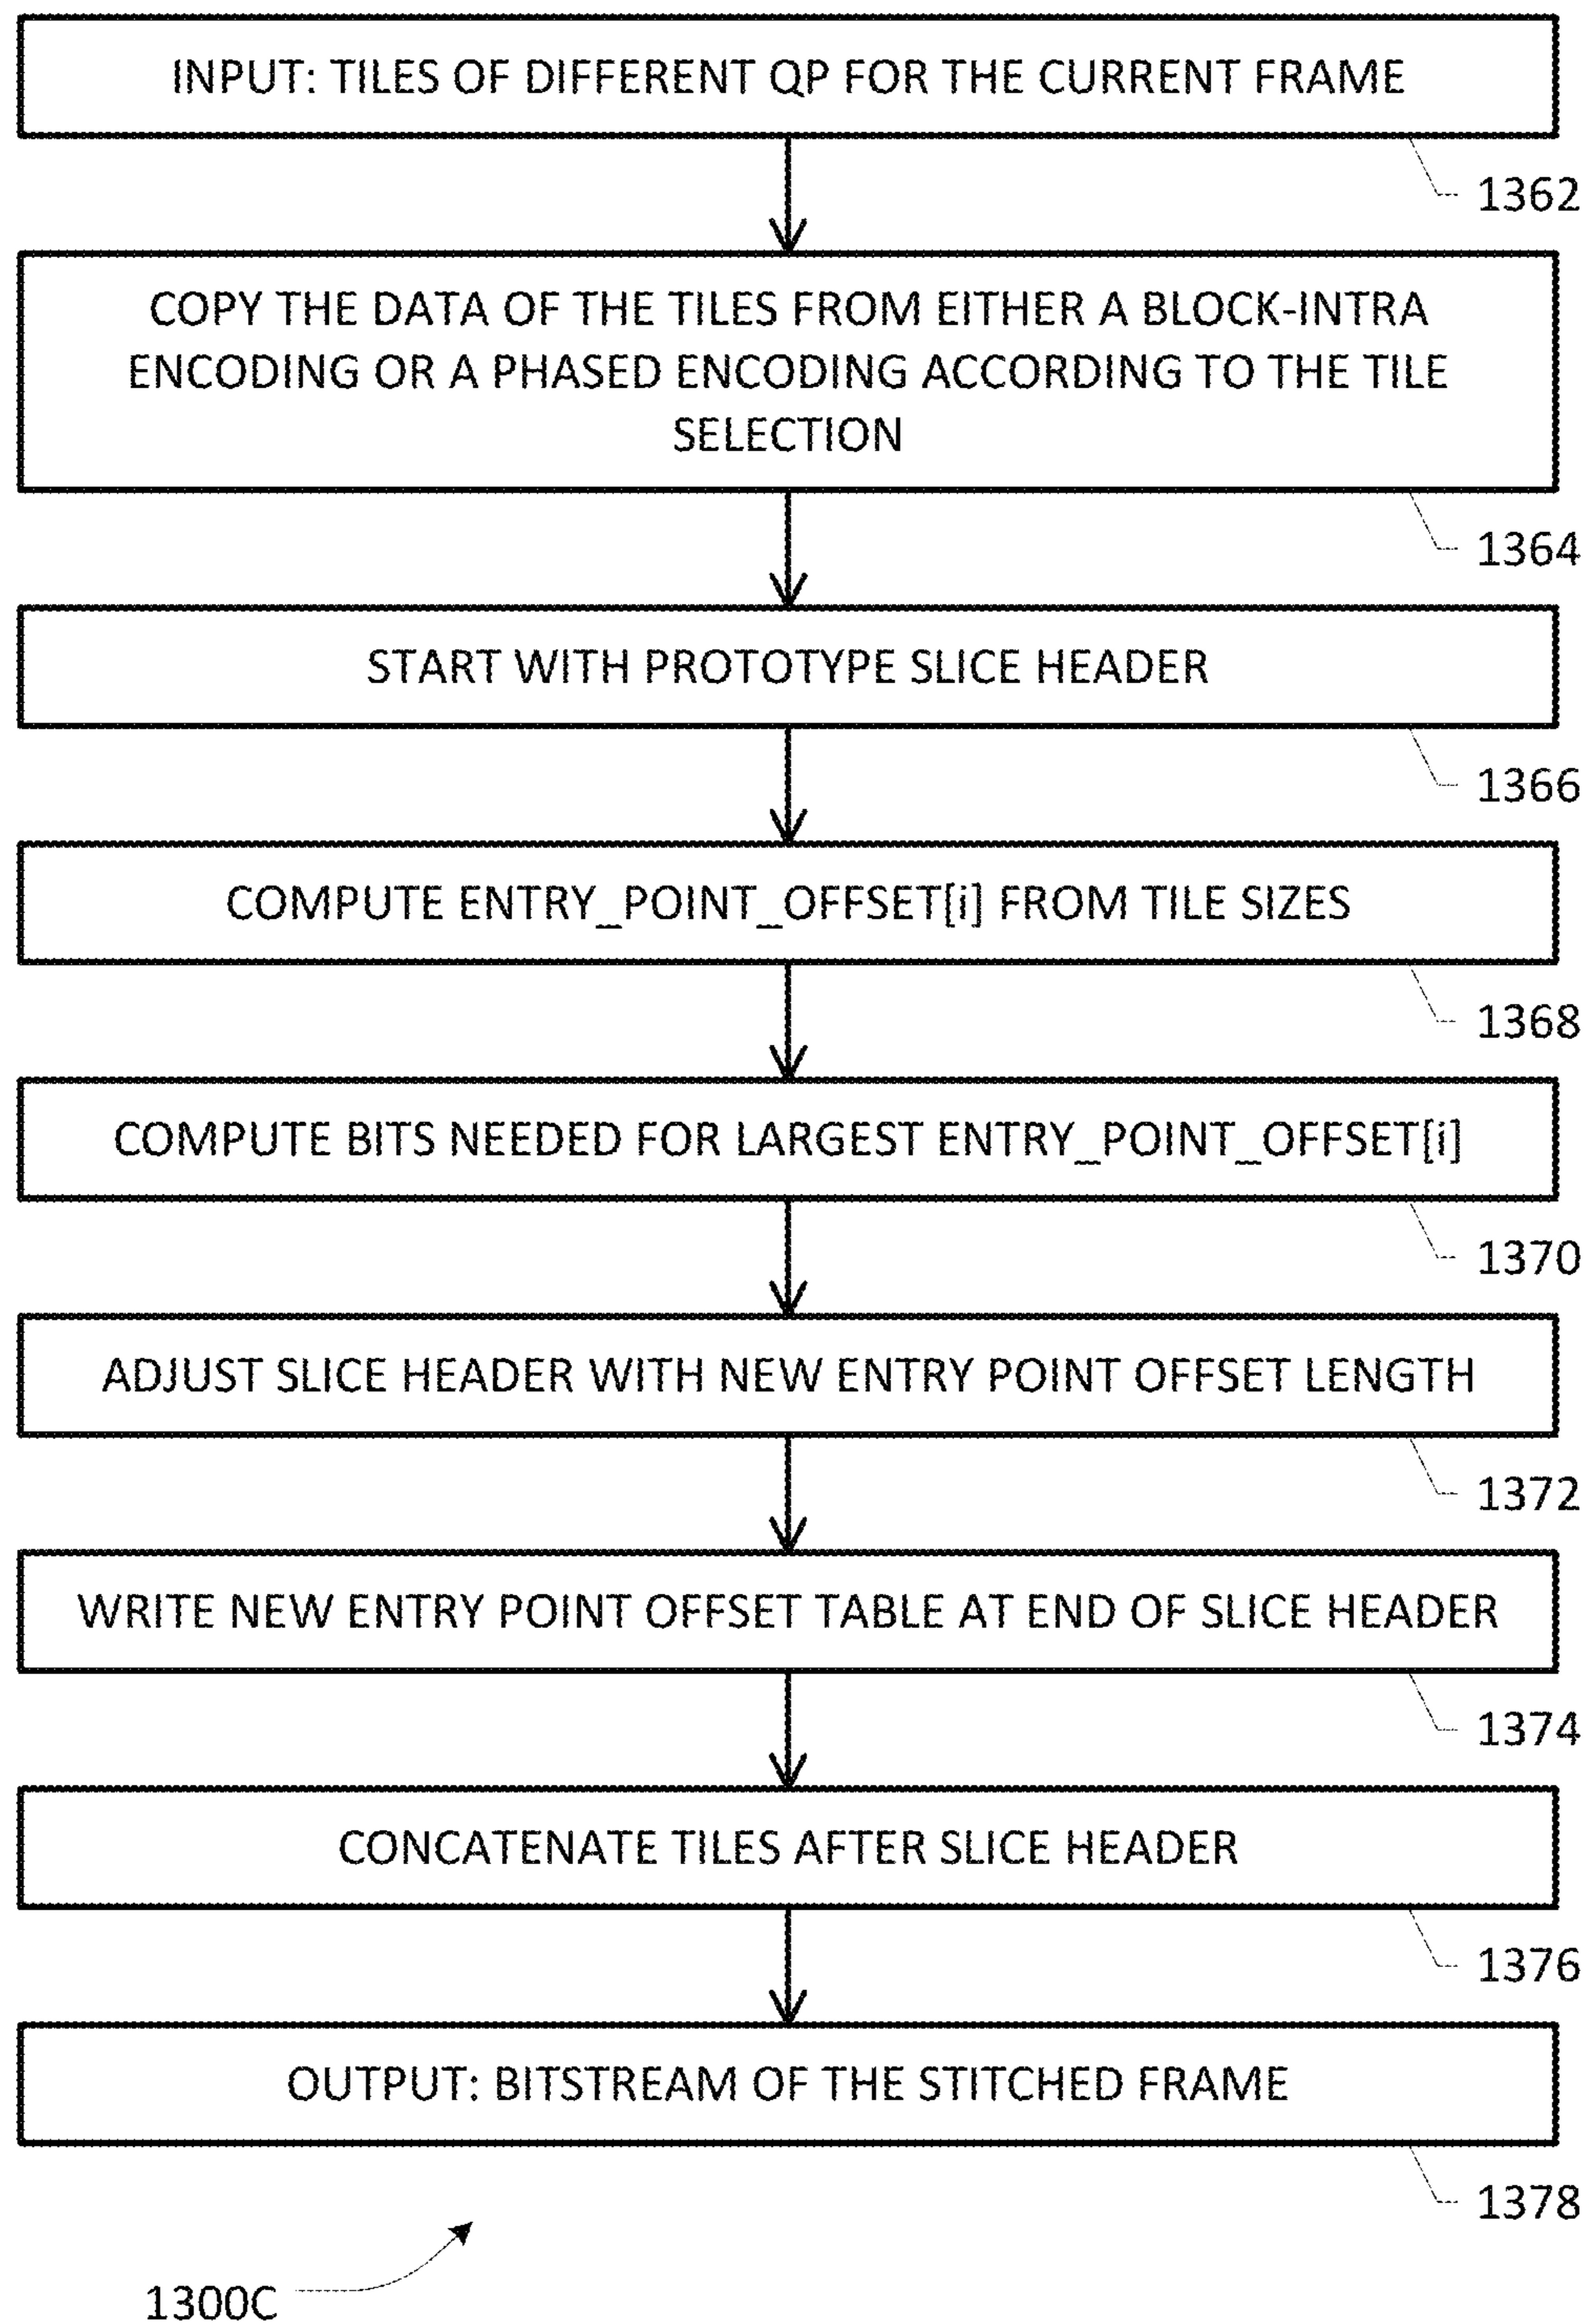 INPUT: TILES OF DIFFERENT QP FOR THE CURRENT FRAME
1362
COPY THE DATA OF THE TILES FROM EITHER A BLOCK-INTRA
ENCODING OR A PHASED ENCODING ACCORDING TO THE TILE
SELECTION
1364
START WITH PROTOTYPE SLICE HEADER
1366
COMPUTE ENTRY_POINT_OFFSET[i] FROM TILE SIZES
1368
COMPUTE BITS NEEDED FOR LARGEST ENTRY_POINT_OFFSET[i]
1370
ADJUST SLICE HEADER WITH NEW ENTRY POINT OFFSET LENGTH
1372
WRITE NEW ENTRY POINT OFFSET TABLE AT END OF SLICE HEADER
1374
CONCATENATE TILES AFTER SLICE HEADER
1376
OUTPUT: BITSTREAM OF THE STITCHED FRAME
1378
1300C